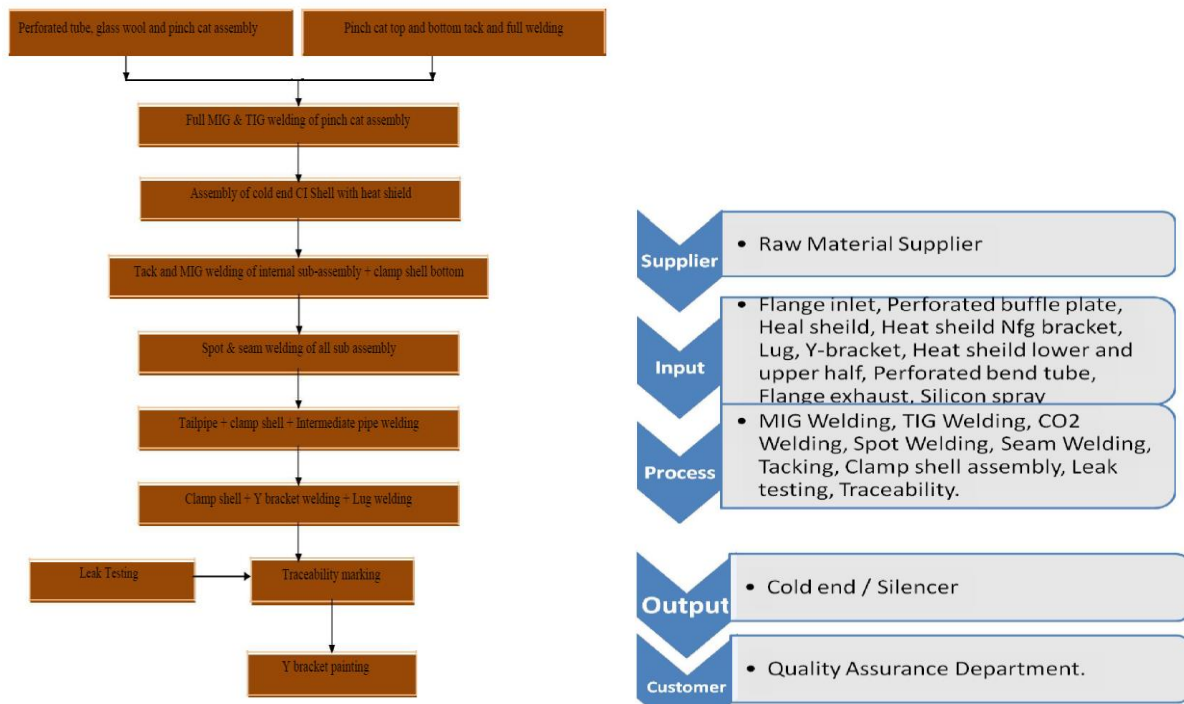 Perforated tube, glass wool and pinch cat assembly
Pinch cat top and bottom tack and full welding
Full MIG & TIG welding of pinch cat assembly
Assembly of cold end CI Shell with heat shield
Tack and MIG welding of internal sub-assembly + clamp shell bottom
Spot & seam welding of all sub assembly
Tailpipe + clamp shell + Intermediate pipe welding
Clamp shell + Y bracket welding + Lug welding
Leak Testing
Traceability marking
Y bracket painting
Supplier
• Raw Material Supplier
Input
• Flange inlet, Perforated buffle plate,
Heal sheild, Heat sheild Nfg bracket,
Lug, Y-bracket, Heat sheild lower and
upper half, Perforated bend tube,
Flange exhaust, Silicon spray
Process
• MIG Welding, TIG Welding, CO2
Welding, Spot Welding, Seam Welding,
Tacking, Clamp shell assembly, Leak
testing, Traceability.
Output
• Cold end / Silencer
Customer
• Quality Assurance Department.